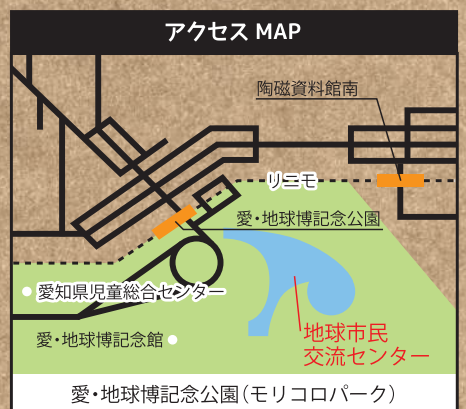 アクセス MAP
陶磁資料館南
リニモ
愛・地球博記念公園
愛知県児童総合センター
愛・地球博記念館
地球市民
交流センター
愛・地球博記念公園（モリコロパーク）